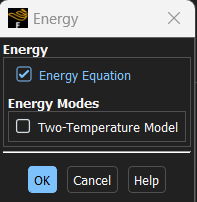 Energy
Energy
Energy Equation
Energy Modes
Two-Temperature Model
OK Cancel Help